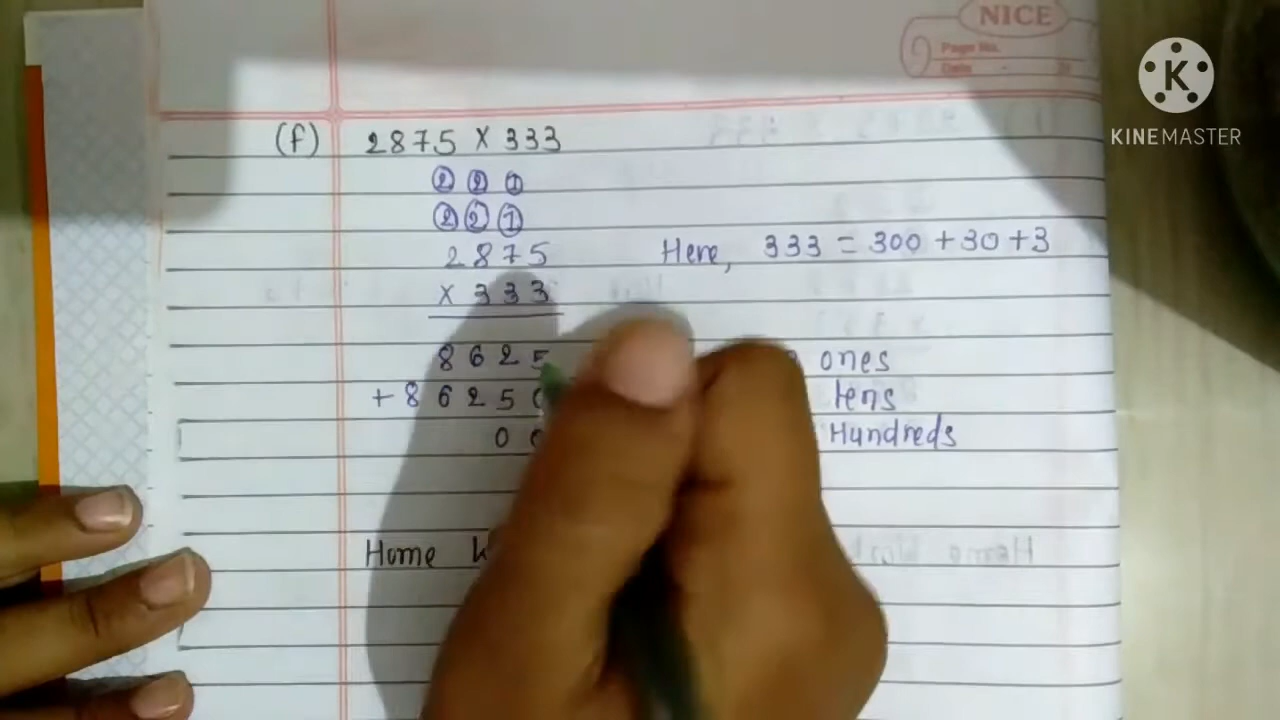 NICE
Page No.
Date
KINEMASTER
(f) 2875 X 333
② ② ①
② ② ①
2875 Here, 333 = 300 + 30 + 3
X 333
8625 ones
+ 8625 tens
00 Hundreds
Home